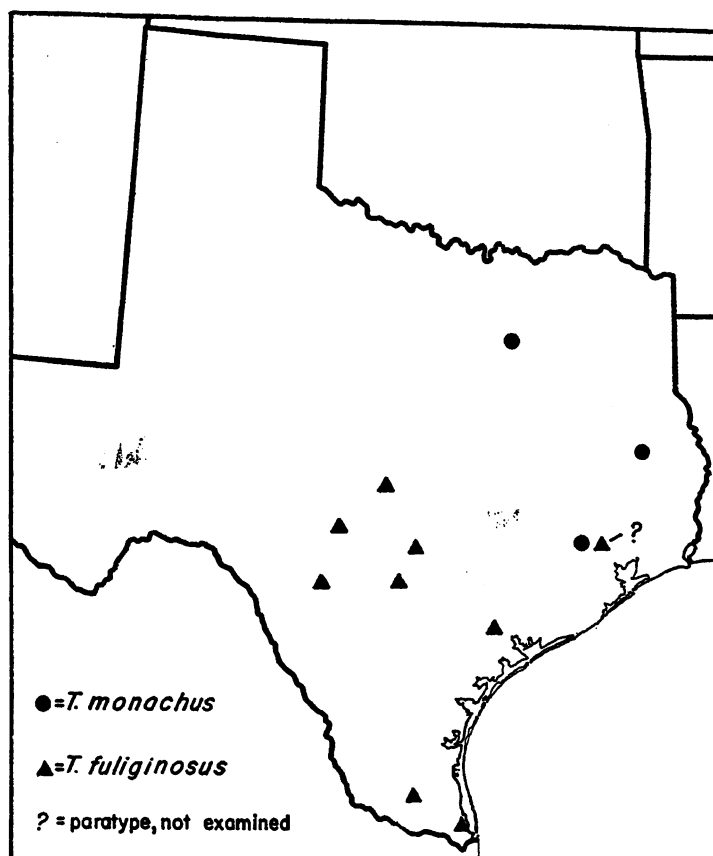 ?
●=T. monachus
▲=T. fuliginosus
? = paratype, not examined